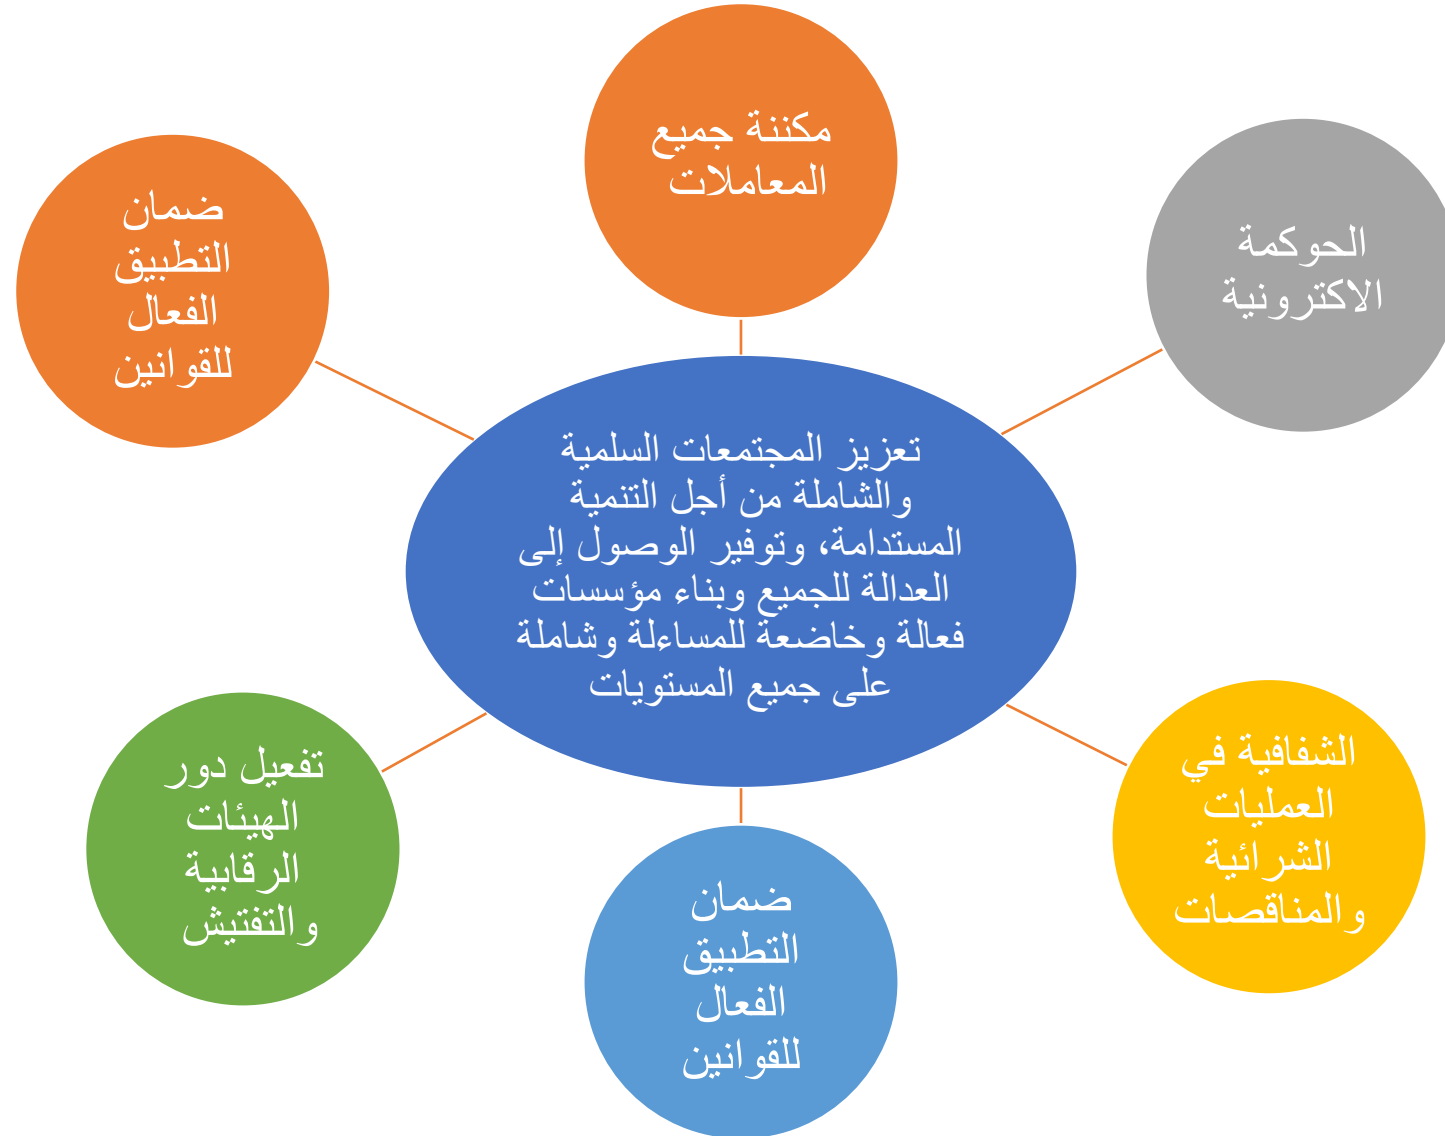 مكننة جميع
المعاملات
الحوكمة
الاكترونية
ضمان
التطبيق
الفعال
للقوانين
تعزيز المجتمعات السلمية
والشاملة من أجل التنمية
المستدامة، وتوفير الوصول إلى
العدالة للجميع وبناء مؤسسات
فعالة وخاضعة للمساءلة وشاملة
على جميع المستويات
الشفافية في
العمليات
الشرائية
والمناقصات
تفعيل دور
الهيئات
الرقابية
والتفتيش
ضمان
التطبيق
الفعال
للقوانين